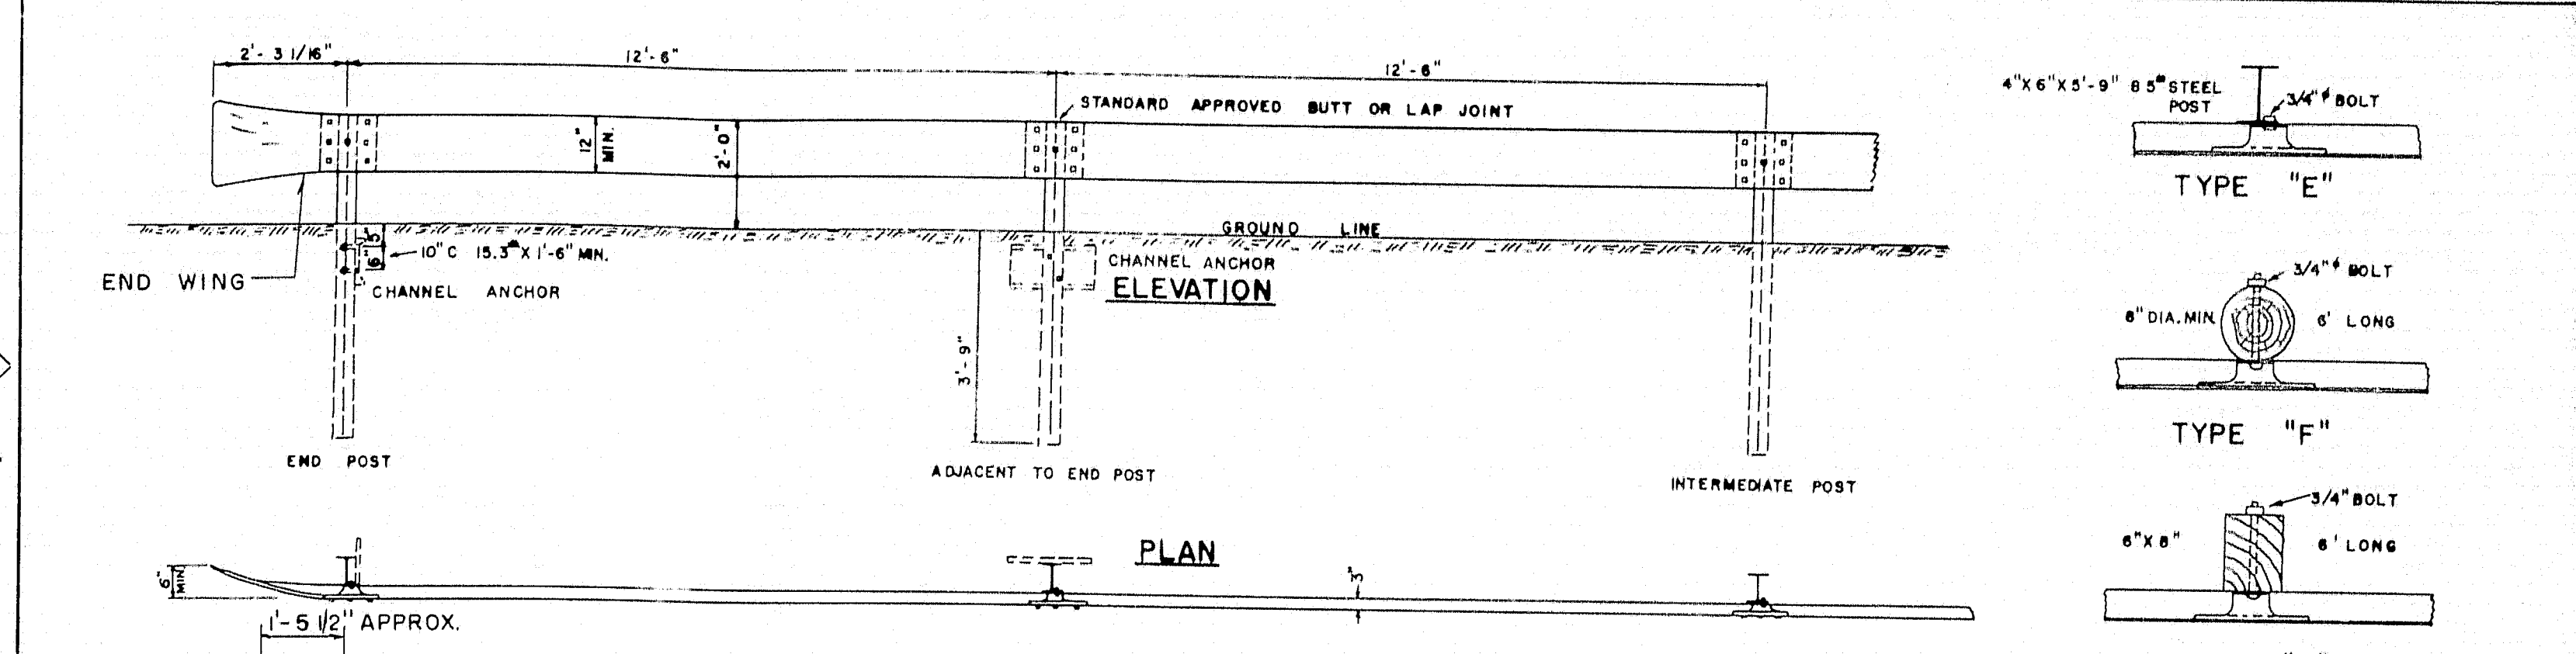 2'- 3 1/16"
12'-6"
12'-6"
STANDARD APPROVED BUTT OR LAP JOINT
12" MIN.
2'-0"
GROUND LINE
5"
6"
10" C 15.3# X 1'-6" MIN.
END WING
CHANNEL ANCHOR
CHANNEL ANCHOR
ELEVATION
3'-9"
END POST
ADJACENT TO END POST
INTERMEDIATE POST
PLAN
6" MIN
3"
1'-5 1/2" APPROX.
4"X6"X5'-9" 8.5# STEEL
POST
3/4"ϕ BOLT
TYPE "E"
3/4"ϕ BOLT
DIA. MIN.
6' LONG
TYPE "F"
3/4" BOLT
6"X8"
6' LONG